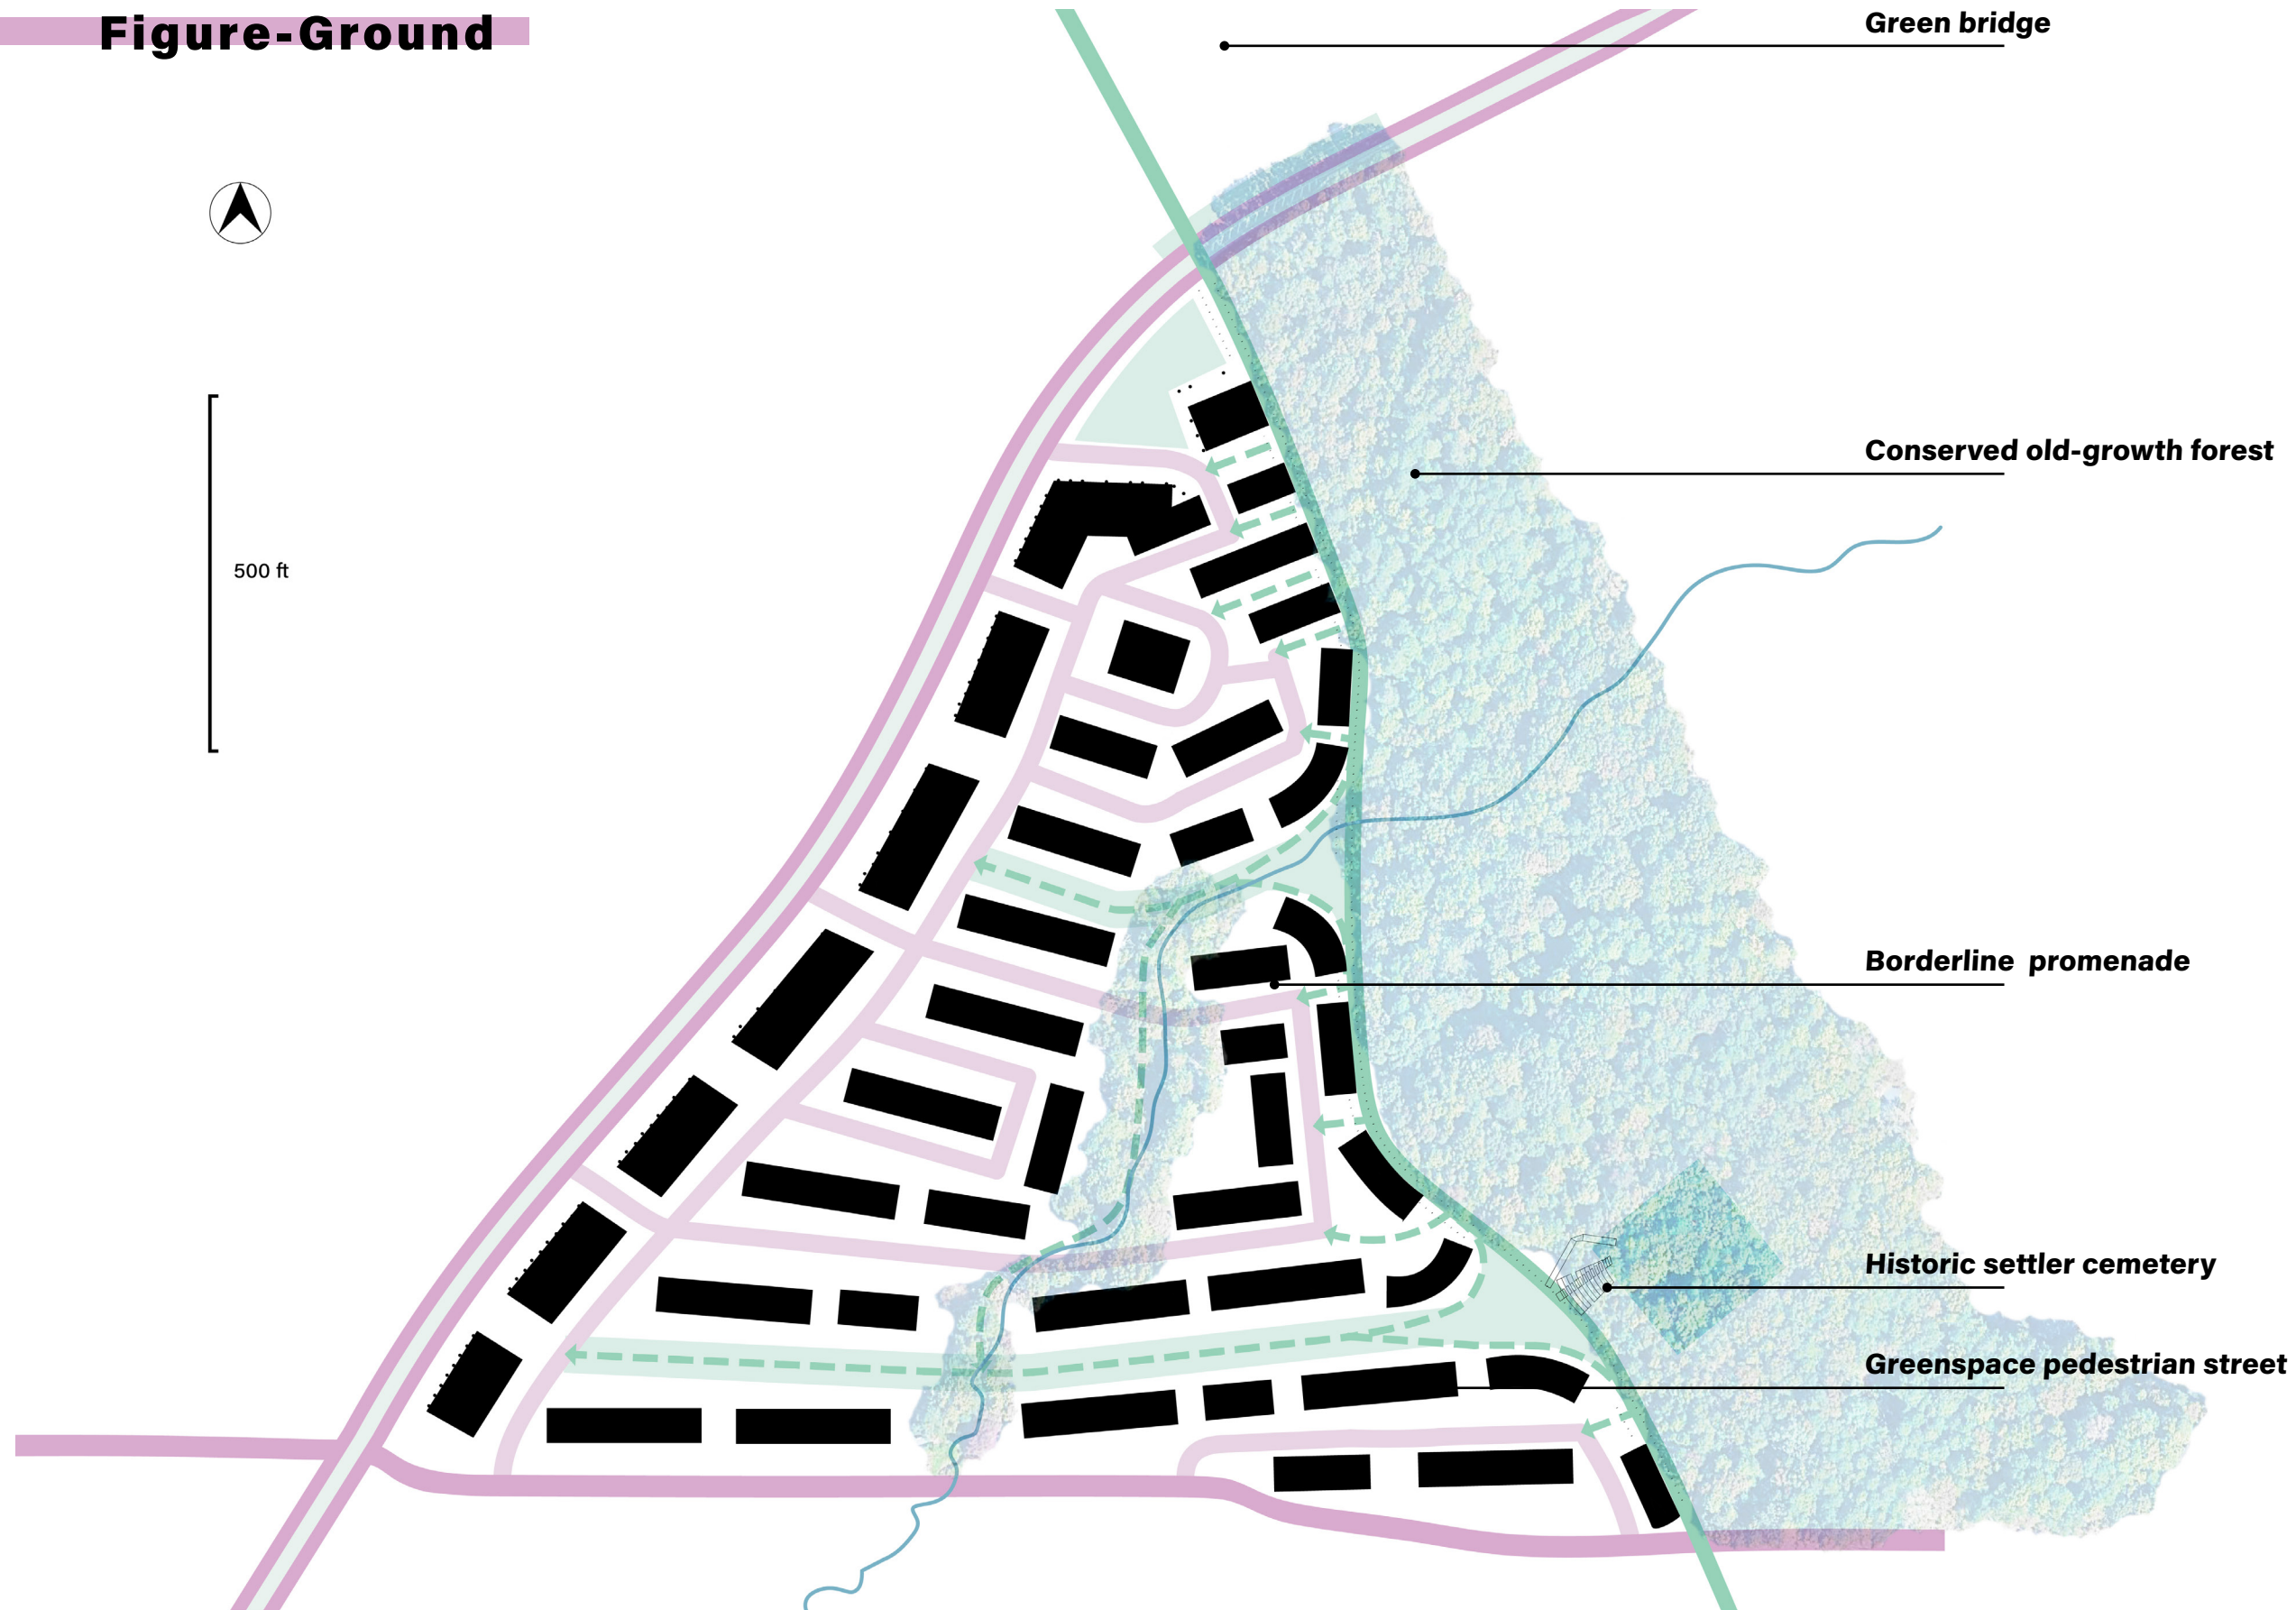 Figure-Ground
Green bridge
Conserved old-growth forest
500 ft
Borderline promenade
Historic settler cemetery
Greenspace pedestrian street